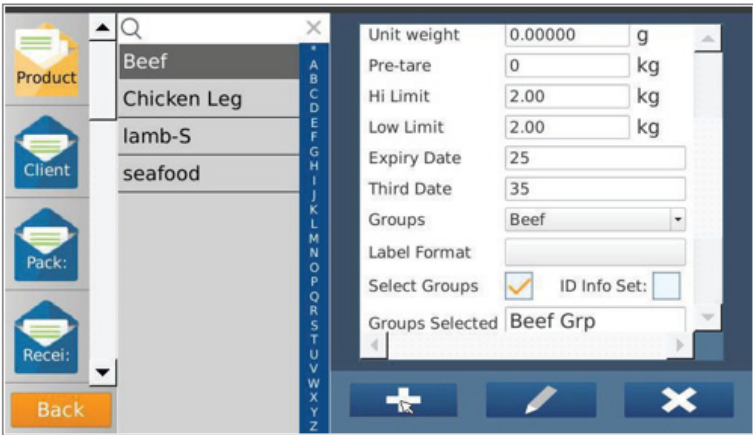 Product
Client
Pack:
Recei:
Back
Beef
Chicken Leg
lamb-S
seafood
*
A
B
C
D
E
F
G
H
I
J
K
L
M
N
O
P
Q
R
S
T
U
V
W
X
Y
Z
Unit weight 0.00000 g
Pre-tare 0 kg
Hi Limit 2.00 kg
Low Limit 2.00 kg
Expiry Date 25
Third Date 35
Groups Beef
Label Format
Select Groups ID Info Set:
Groups Selected Beef Grp